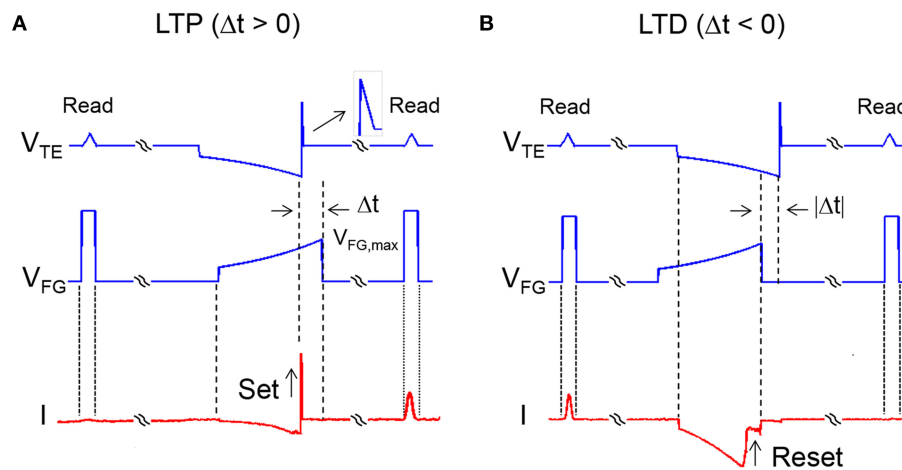 A
LTP (Δt > 0)
Read
Read
V_TE
Δt
V_FG,max
V_FG
Set
I
B
LTD (Δt < 0)
Read
Read
V_TE
|Δt|
V_FG
I
Reset